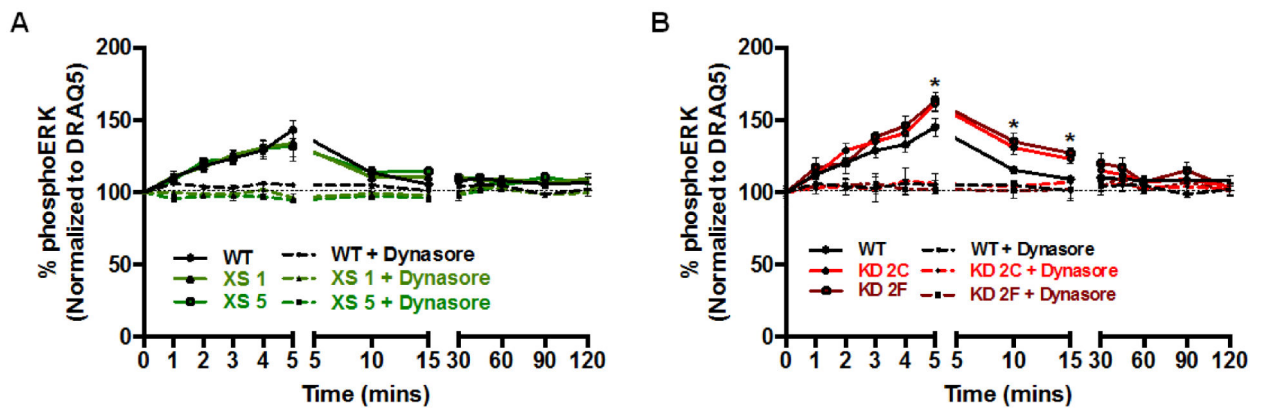 A
% phosphoERK
(Normalized to DRAQ5)
200
150
100
50
0
WT
XS 1
XS 5
WT + Dynasore
XS 1 + Dynasore
XS 5 + Dynasore
0 1 2 3 4 5 5 10 15 30 60 90 120
Time (mins)
B
% phosphoERK
(Normalized to DRAQ5)
200
150
100
50
0
* * *
WT
KD 2C
KD 2F
WT + Dynasore
KD 2C + Dynasore
KD 2F + Dynasore
0 1 2 3 4 5 5 10 15 30 60 90 120
Time (mins)